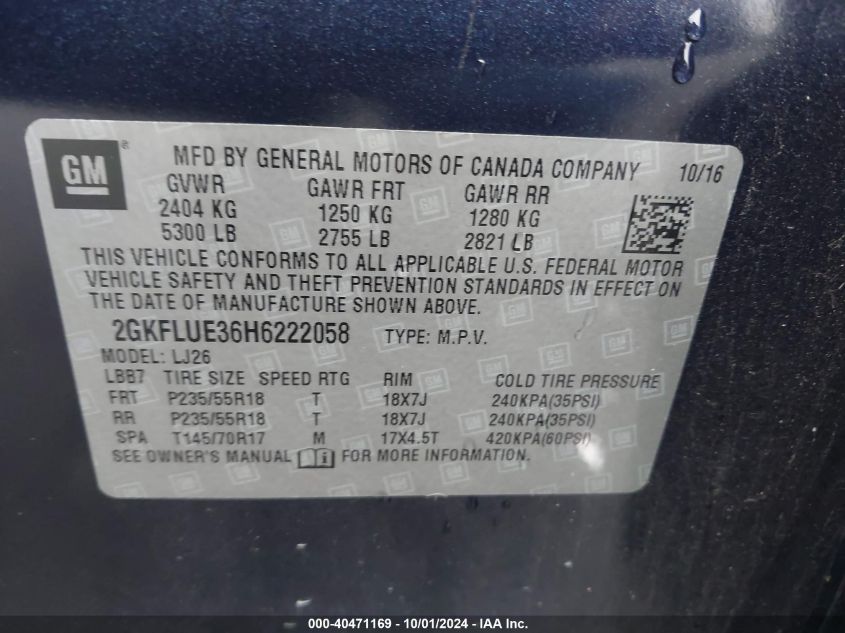 GM ®
MFD BY GENERAL MOTORS OF CANADA COMPANY 10/16
GVWR GAWR FRT GAWR RR
2404 KG 1250 KG 1280 KG
5300 LB 2755 LB 2821 LB
THIS VEHICLE CONFORMS TO ALL APPLICABLE U.S. FEDERAL MOTOR
VEHICLE SAFETY AND THEFT PREVENTION STANDARDS IN EFFECT ON
THE DATE OF MANUFACTURE SHOWN ABOVE.
2GKFLUE36H6222058 TYPE: M.P.V.
MODEL: LJ26
LBB7 TIRE SIZE SPEED RTG RIM COLD TIRE PRESSURE
FRT P235/55R18 T 18X7J 240KPA(35PSI)
RR P235/55R18 T 18X7J 240KPA(35PSI)
SPA T145/70R17 M 17X4.5T 420KPA(60PSI)
SEE OWNER'S MANUAL FOR MORE INFORMATION.
000-40471169 - 10/01/2024 - IAA Inc.